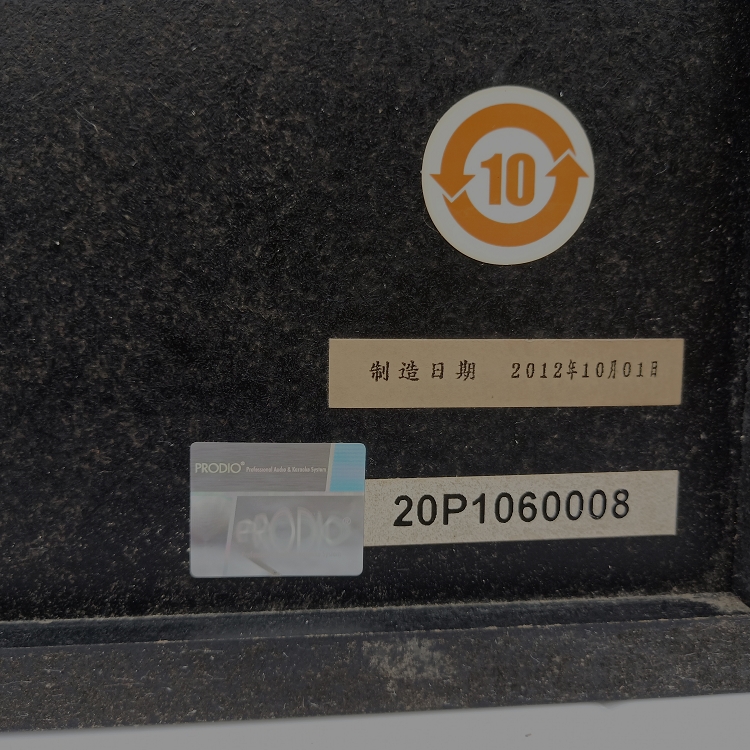 10
制造日期 2012年10月01日
PRODIO® Professional Audio & Karaoke System
PRODIO
20P1060008